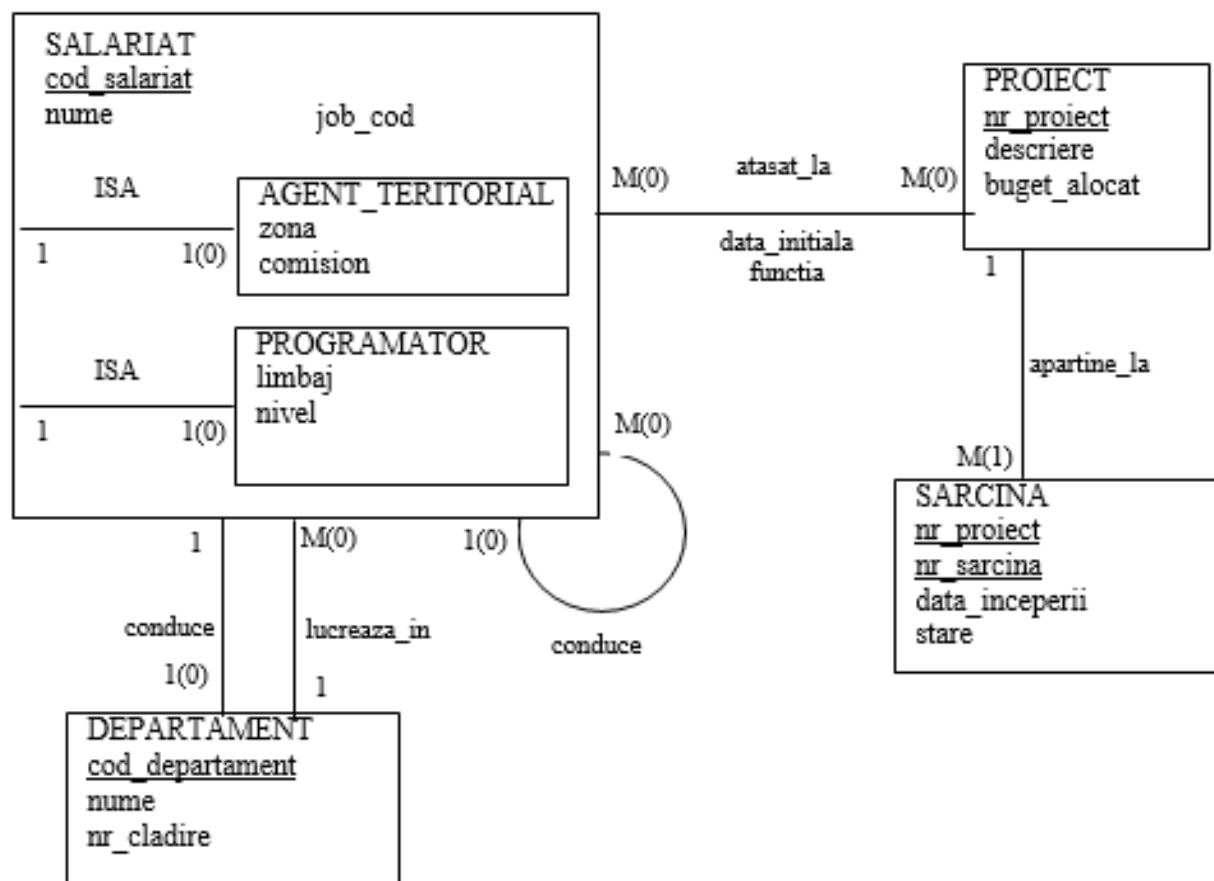 SALARIAT
cod_salariat
nume
job_cod
ISA
1
1(0)
AGENT_TERITORIAL
zona
comision
ISA
1
1(0)
PROGRAMATOR
limbaj
nivel
M(0)
atasat_la
M(0)
data_initiala
functia
PROIECT
nr_proiect
descriere
buget_alocat
1
apartine_la
M(1)
SARCINA
nr_proiect
nr_sarcina
data_inceperii
stare
M(0)
1(0)
conduce
1
conduce
1(0)
M(0)
lucreaza_in
1
DEPARTAMENT
cod_departament
nume
nr_cladire